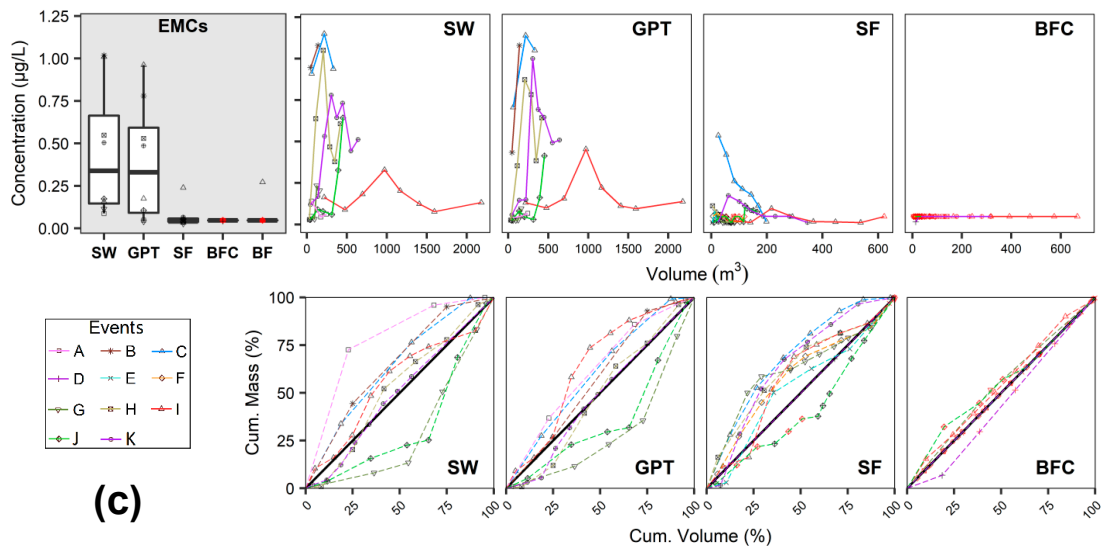 EMCs
SW
GPT
SF
BFC
Concentration (µg/L)
1.25
1.00
0.75
0.50
0.25
0.00
SW GPT SF BFC BF
0 500 1000 1500 2000
0 500 1000 1500 2000
0 200 400 600
0 200 400 600
Volume (m³)
Events
A B C
D E F
G H I
J K
(c)
Cum. Mass (%)
100
75
50
25
0
SW
GPT
SF
BFC
0 25 50 75 100
0 25 50 75 100
0 25 50 75 100
0 25 50 75 100
Cum. Volume (%)